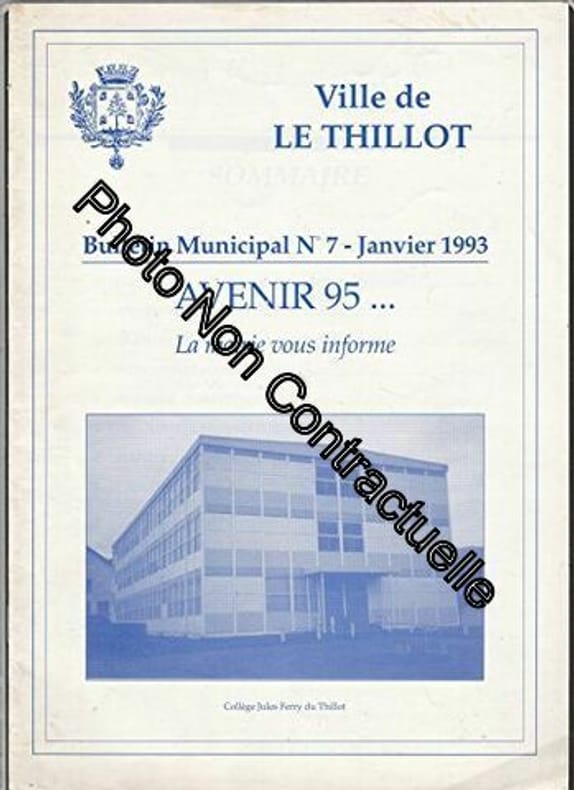 Ville de
LE THILLOT
SOMMAIRE
Bulletin Municipal N° 7 - Janvier 1993
AVENIR 95 ...
La mairie vous informe
Photo Non Contractuelle
Collège Jules Ferry du Thillot